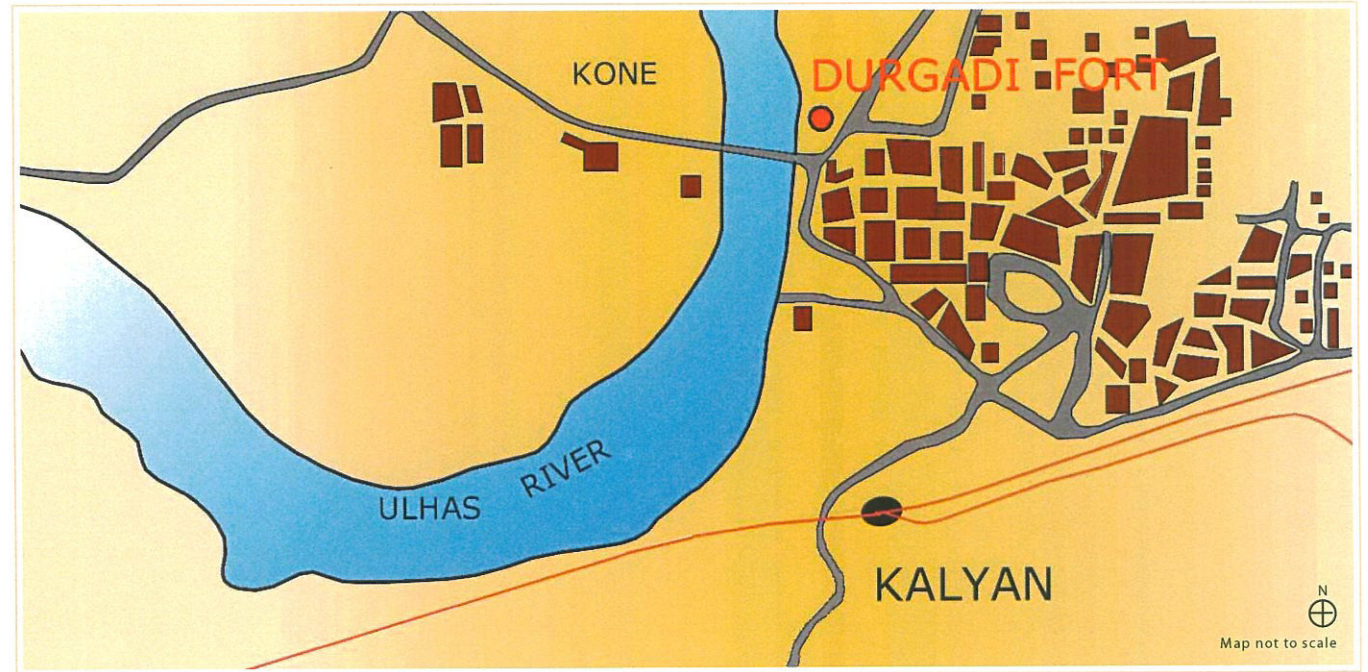 KONE
DURGADI FORT
ULHAS RIVER
KALYAN
N
Map not to scale